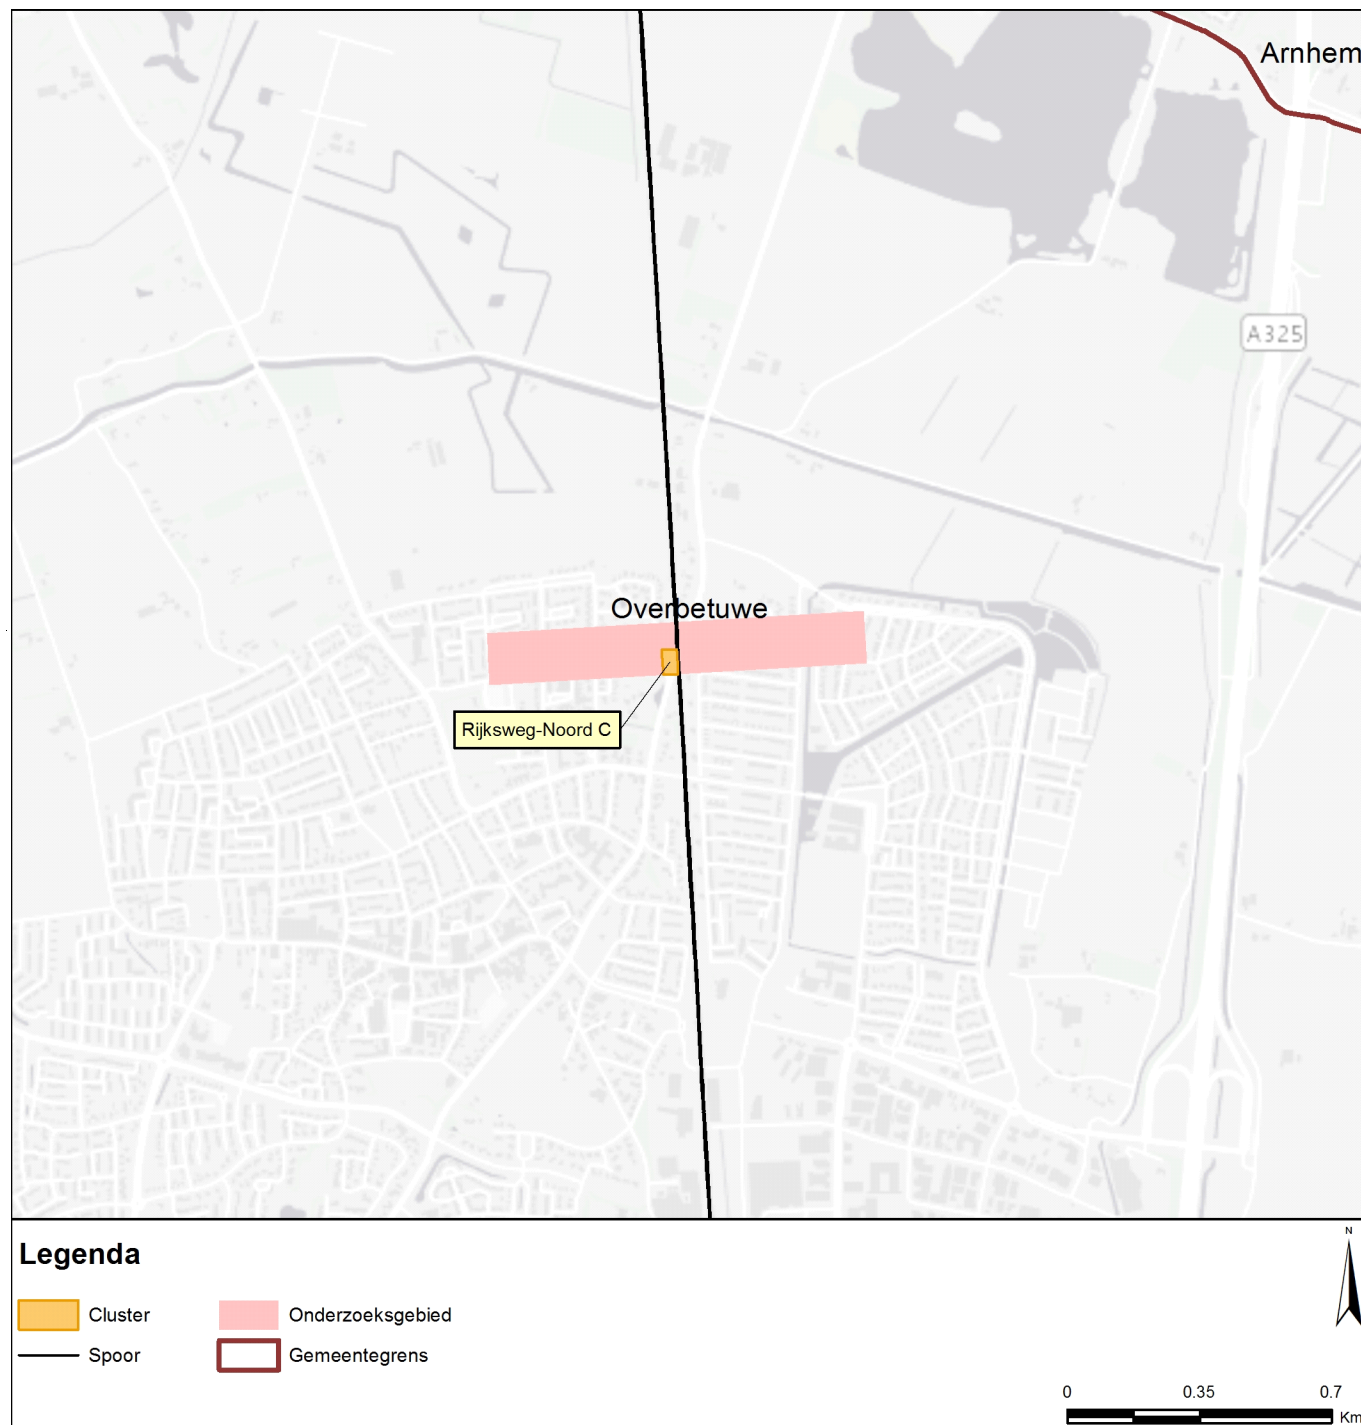 Arnhem
A325
Overbetuwe
Rijksweg-Noord C
Legenda
N
Cluster
Onderzoeksgebied
Spoor
Gemeentegrens
0 0.35 0.7
Km